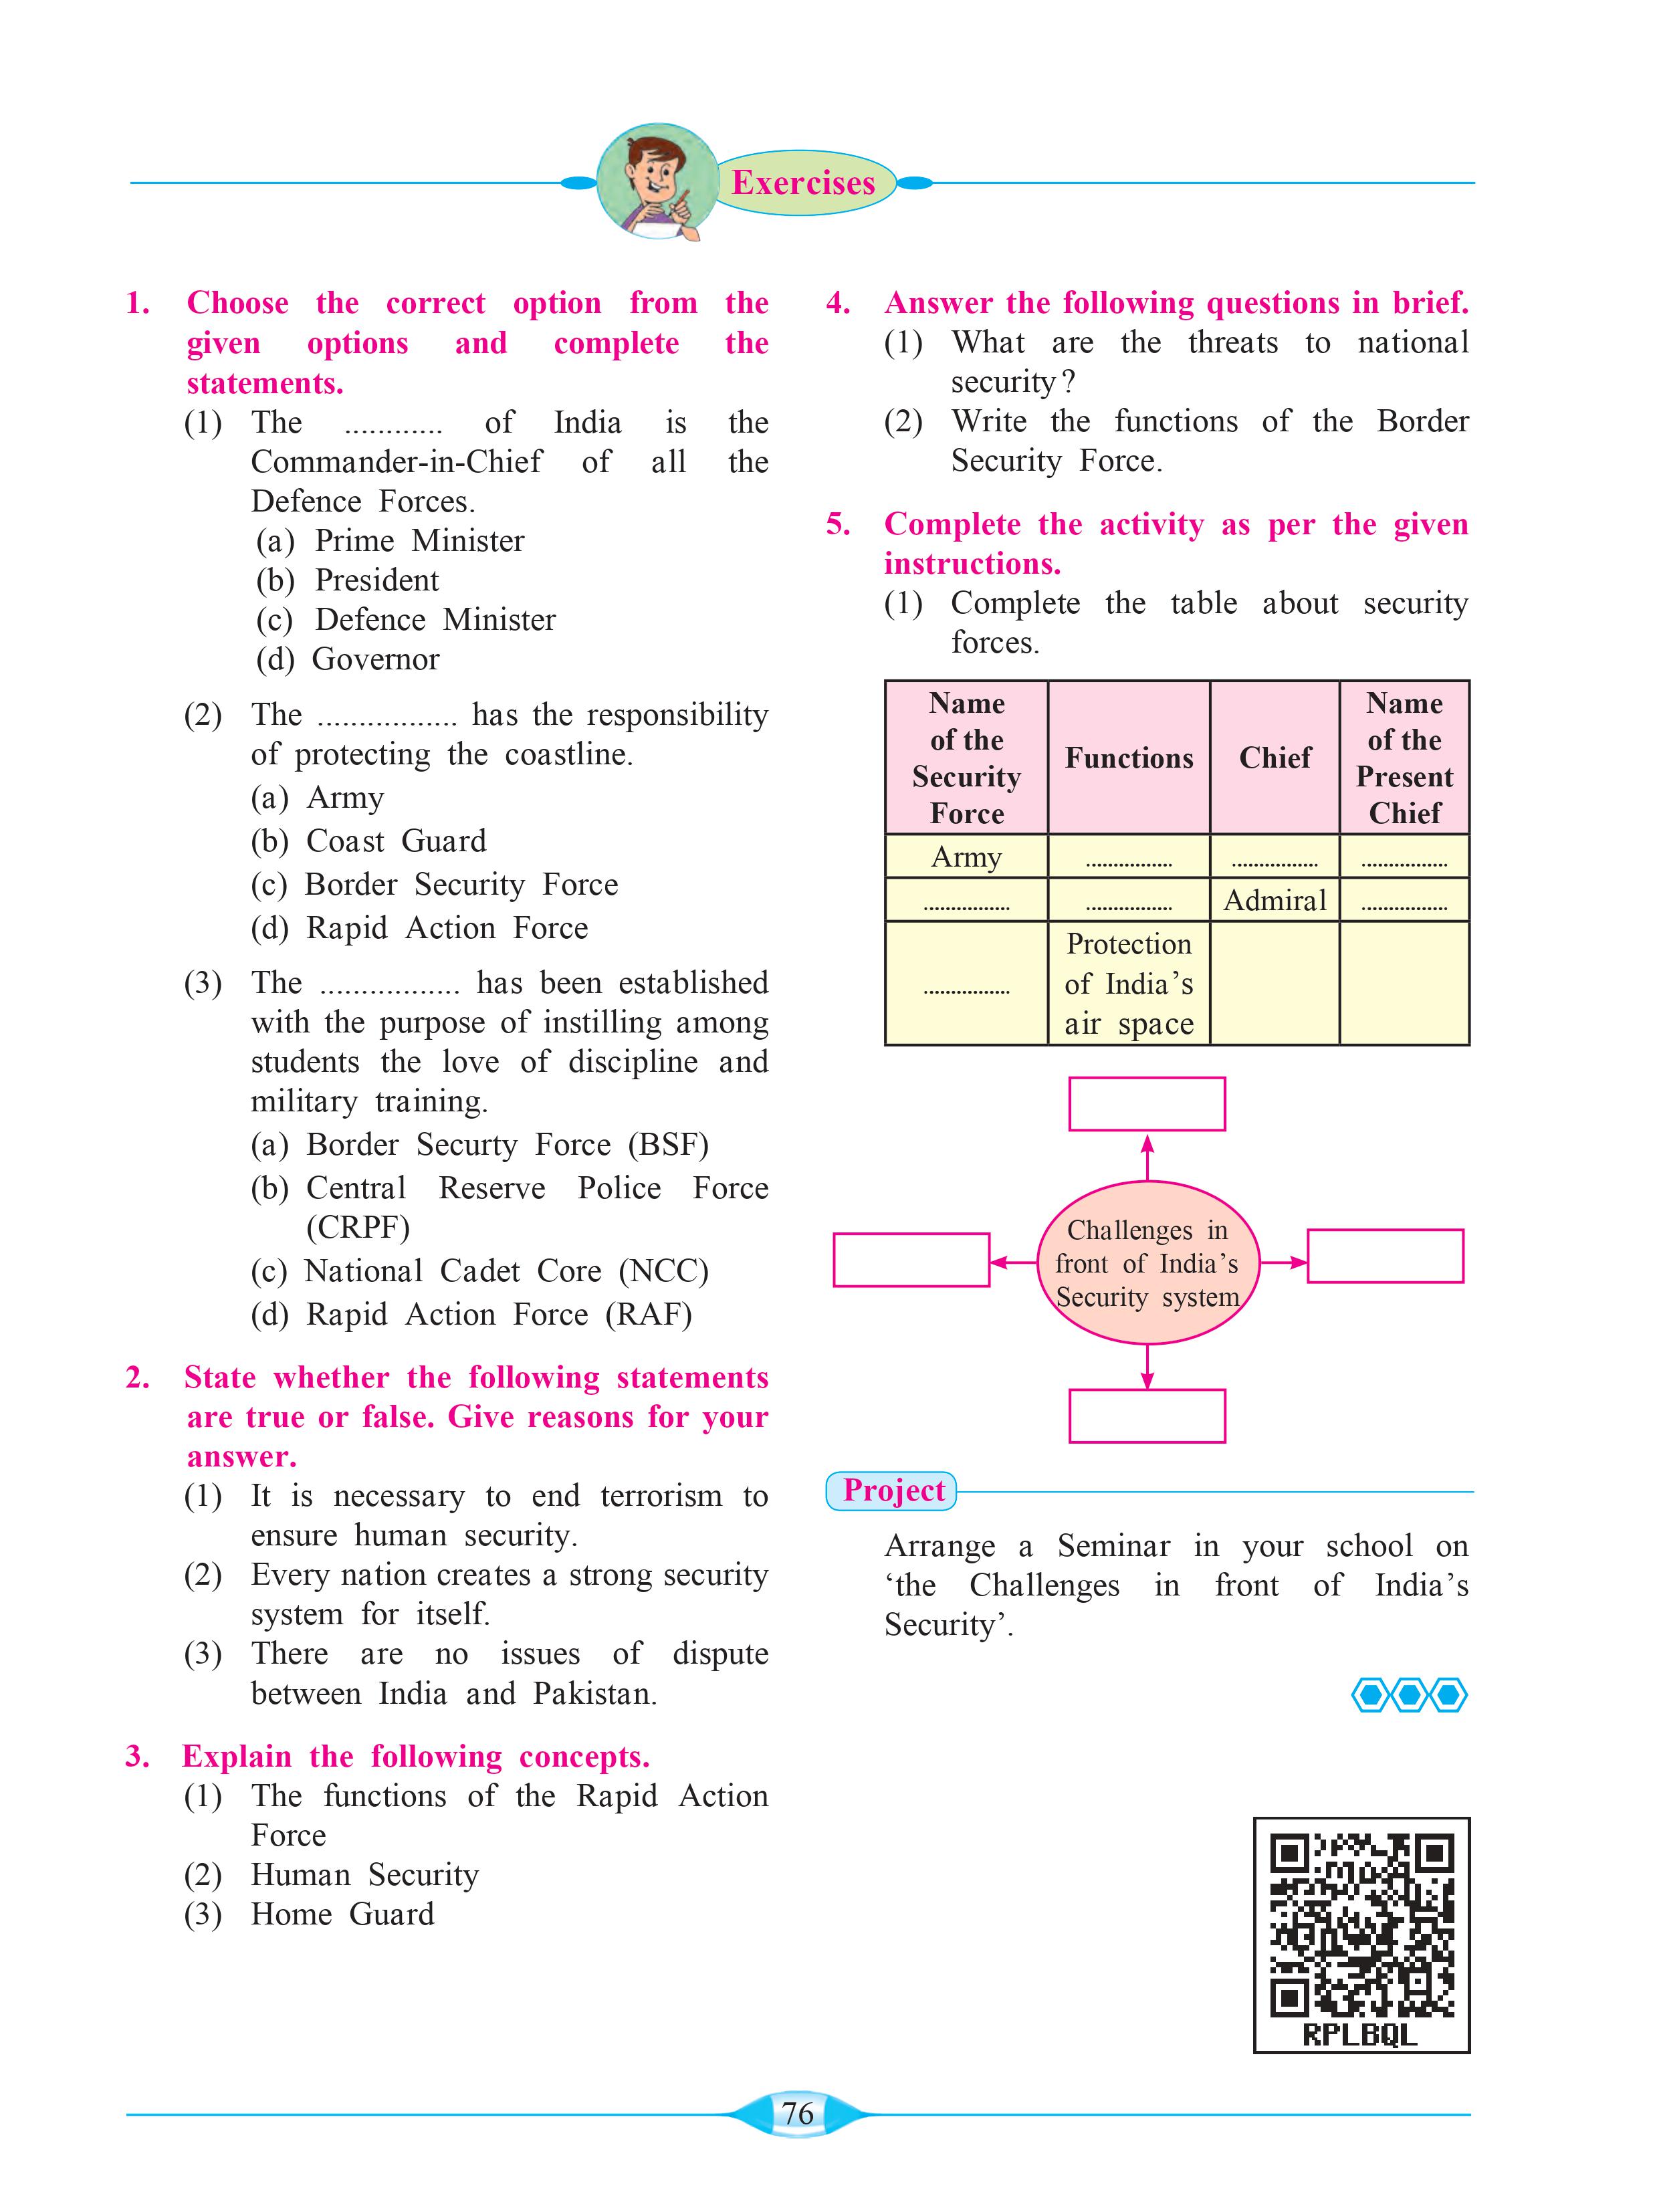 Exercises
1. Choose the correct option from the
given options and complete the
statements.
(1) The ............ of India is the
Commander-in-Chief of all the
Defence Forces.
(a) Prime Minister
(b) President
(c) Defence Minister
(d) Governor
(2) The ................. has the responsibility
of protecting the coastline.
(a) Army
(b) Coast Guard
(c) Border Security Force
(d) Rapid Action Force
(3) The ................. has been established
with the purpose of instilling among
students the love of discipline and
military training.
(a) Border Securty Force (BSF)
(b) Central Reserve Police Force
(CRPF)
(c) National Cadet Core (NCC)
(d) Rapid Action Force (RAF)
2. State whether the following statements
are true or false. Give reasons for your
answer.
(1) It is necessary to end terrorism to
ensure human security.
(2) Every nation creates a strong security
system for itself.
(3) There are no issues of dispute
between India and Pakistan.
3. Explain the following concepts.
(1) The functions of the Rapid Action
Force
(2) Human Security
(3) Home Guard
4. Answer the following questions in brief.
(1) What are the threats to national
security?
(2) Write the functions of the Border
Security Force.
5. Complete the activity as per the given
instructions.
(1) Complete the table about security
forces.
Name
of the
Security
Force
Functions
Chief
Name
of the
Present
Chief
Army ................ ................ ................
................ ................ Admiral ................
................
Protection
of India's
air space
Challenges in
front of India's
Security system
Project
Arrange a Seminar in your school on
‘the Challenges in front of India’s
Security’.
RPLBQL
76